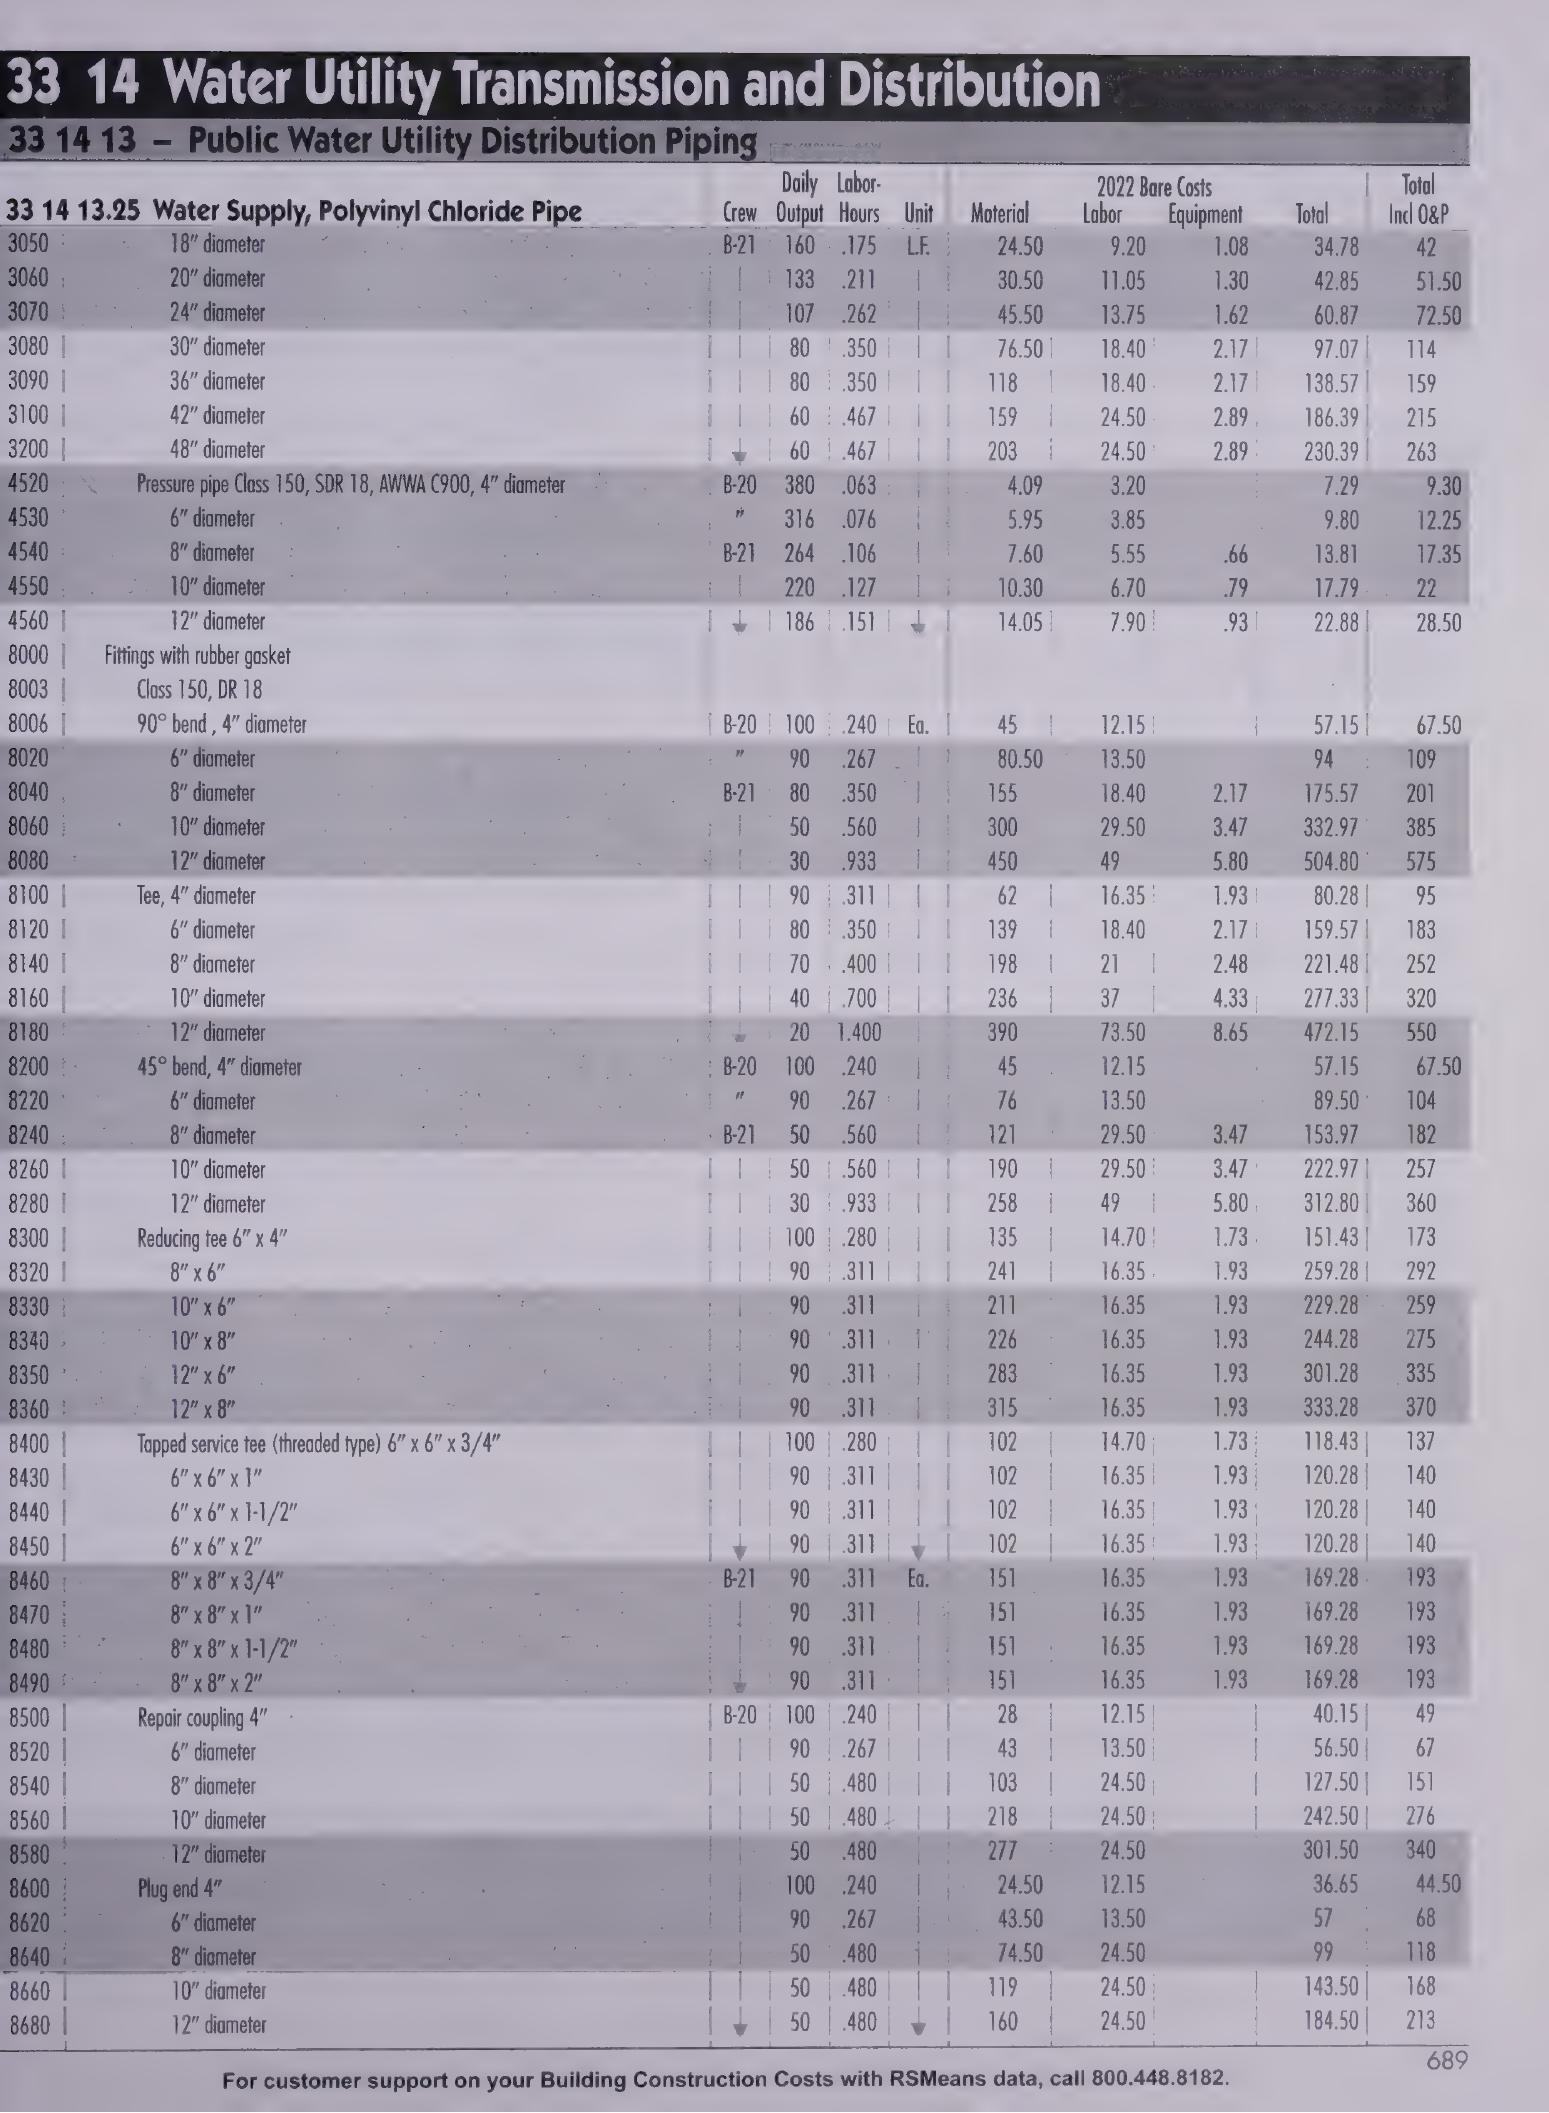 33 14 Water Utility Transmission and Distribution
33 14 13 – Public Water Utility Distribution Piping
33 14 13.25 Water Supply, Polyvinyl Chloride Pipe Crew Daily Output Labor-Hours Unit Material Labor Equipment Total 2022 Bare Costs Total Incl O&P
3050 18" diameter B-21 160 .175 L.F. 24.50 9.20 1.08 34.78 42
3060 20" diameter 133 .211 30.50 11.05 1.30 42.85 51.50
3070 24" diameter 107 .262 45.50 13.75 1.62 60.87 72.50
3080 30" diameter 80 .350 76.50 18.40 2.17 97.07 114
3090 36" diameter 80 .350 118 18.40 2.17 138.57 159
3100 42" diameter 60 .467 159 24.50 2.89 186.39 215
3200 48" diameter 60 .467 203 24.50 2.89 230.39 263
4520 Pressure pipe Class 150, SDR 18, AWWA C900, 4" diameter B-20 380 .063 4.09 3.20 7.29 9.30
4530 6" diameter " 316 .076 5.95 3.85 9.80 12.25
4540 8" diameter B-21 264 .106 7.60 5.55 .66 13.81 17.35
4550 10" diameter 220 .127 10.30 6.70 .79 17.79 22
4560 12" diameter 186 .151 14.05 7.90 .93 22.88 28.50
8000 Fittings with rubber gasket
8003 Class 150, DR 18
8006 90° bend , 4" diameter B-20 100 .240 Ea. 45 12.15 57.15 67.50
8020 6" diameter " 90 .267 80.50 13.50 94 109
8040 8" diameter B-21 80 .350 155 18.40 2.17 175.57 201
8060 10" diameter 50 .560 300 29.50 3.47 332.97 385
8080 12" diameter 30 .933 450 49 5.80 504.80 575
8100 Tee, 4" diameter 90 .311 62 16.35 1.93 80.28 95
8120 6" diameter 80 .350 139 18.40 2.17 159.57 183
8140 8" diameter 70 .400 198 21 2.48 221.48 252
8160 10" diameter 40 .700 236 37 4.33 277.33 320
8180 12" diameter 20 1.400 390 73.50 8.65 472.15 550
8200 45° bend, 4" diameter B-20 100 .240 45 12.15 57.15 67.50
8220 6" diameter " 90 .267 76 13.50 89.50 104
8240 8" diameter B-21 50 .560 121 29.50 3.47 153.97 182
8260 10" diameter 50 .560 190 29.50 3.47 222.97 257
8280 12" diameter 30 .933 258 49 5.80 312.80 360
8300 Reducing tee 6" x 4" 100 .280 135 14.70 1.73 151.43 173
8320 8" x 6" 90 .311 241 16.35 1.93 259.28 292
8330 10" x 6" 90 .311 211 16.35 1.93 229.28 259
8340 10" x 8" 90 .311 226 16.35 1.93 244.28 275
8350 12" x 6" 90 .311 283 16.35 1.93 301.28 335
8360 12" x 8" 90 .311 315 16.35 1.93 333.28 370
8400 Tapped service tee (threaded type) 6" x 6" x 3/4" 100 .280 102 14.70 1.73 118.43 137
8430 6" x 6" x 1" 90 .311 102 16.35 1.93 120.28 140
8440 6" x 6" x 1-1/2" 90 .311 102 16.35 1.93 120.28 140
8450 6" x 6" x 2" 90 .311 102 16.35 1.93 120.28 140
8460 8" x 8" x 3/4" B-21 90 .311 Ea. 151 16.35 1.93 169.28 193
8470 8" x 8" x 1" 90 .311 151 16.35 1.93 169.28 193
8480 8" x 8" x 1-1/2" 90 .311 151 16.35 1.93 169.28 193
8490 8" x 8" x 2" 90 .311 151 16.35 1.93 169.28 193
8500 Repair coupling 4" B-20 100 .240 28 12.15 40.15 49
8520 6" diameter 90 .267 43 13.50 56.50 67
8540 8" diameter 50 .480 103 24.50 127.50 151
8560 10" diameter 50 .480 218 24.50 242.50 276
8580 12" diameter 50 .480 277 24.50 301.50 340
8600 Plug end 4" 100 .240 24.50 12.15 36.65 44.50
8620 6" diameter 90 .267 43.50 13.50 57 68
8640 8" diameter 50 .480 74.50 24.50 99 118
8660 10" diameter 50 .480 119 24.50 143.50 168
8680 12" diameter 50 .480 160 24.50 184.50 213
For customer support on your Building Construction Costs with RSMeans data, call 800.448.8182.
689